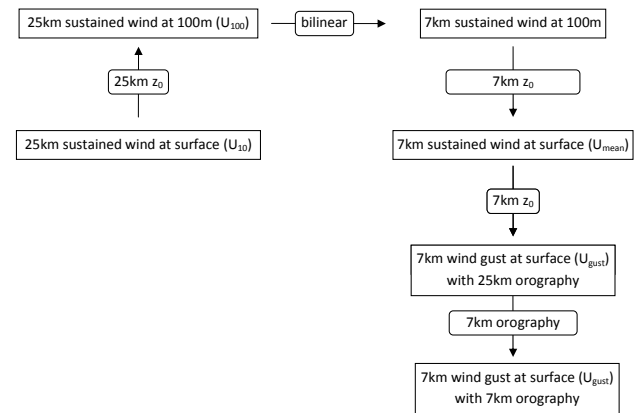 25km sustained wind at 100m (U₁₀₀)
bilinear
7km sustained wind at 100m
25km z₀
7km z₀
25km sustained wind at surface (U₁₀)
7km sustained wind at surface (Uₘₑₐₙ)
7km z₀
7km wind gust at surface (U_gust)
with 25km orography
7km orography
7km wind gust at surface (U_gust)
with 7km orography